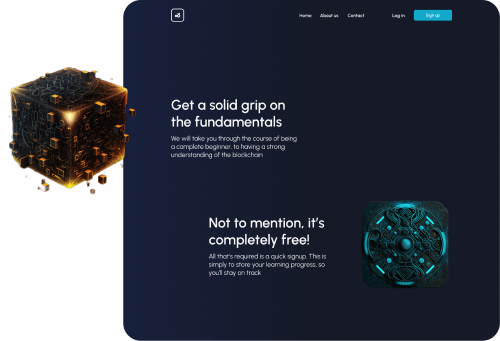 Home About us Contact Log in Sign up
Get a solid grip on
the fundamentals
We will take you through the course of being
a complete beginner, to having a strong
understanding of the blockchain
Not to mention, it's
completely free!
All that's required is a quick signup. This is
simply to store your learning progress, so
you'll stay on track